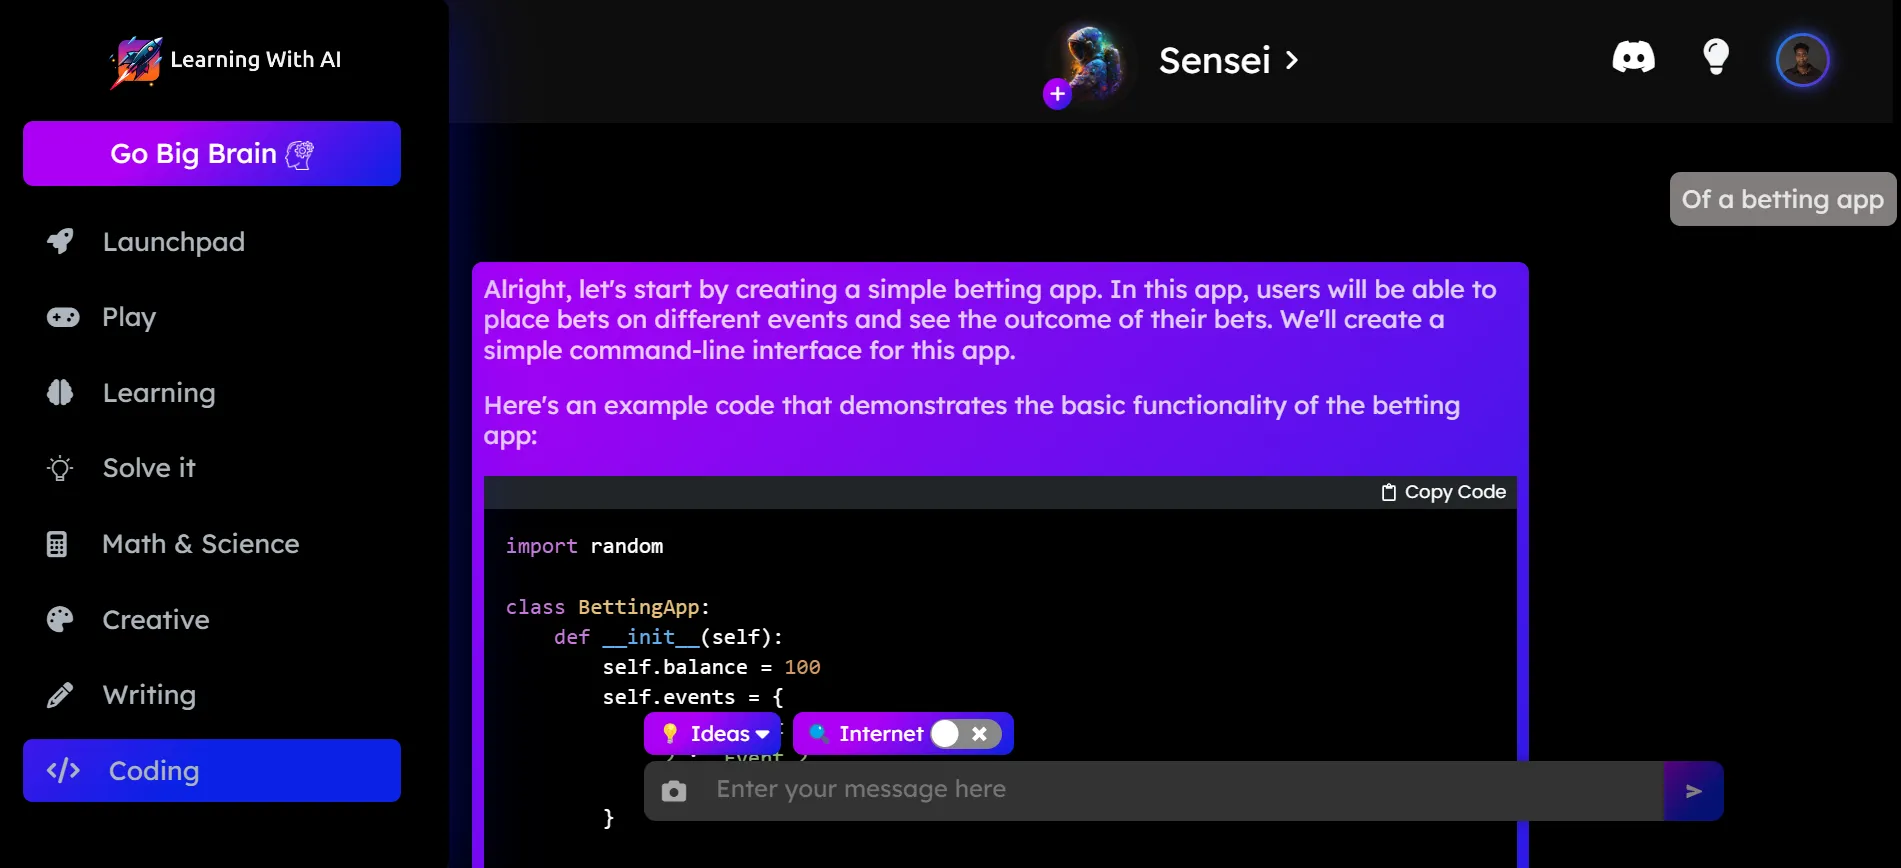 Learning With AI
Go Big Brain
Launchpad
Play
Learning
Solve it
Math & Science
Creative
Writing
Coding
Sensei
Of a betting app
Alright, let's start by creating a simple betting app. In this app, users will be able to
place bets on different events and see the outcome of their bets. We'll create a
simple command-line interface for this app.
Here's an example code that demonstrates the basic functionality of the betting
app:
Copy Code
import random
class BettingApp:
def __init__(self):
self.balance = 100
self.events = {
}
Ideas
Internet
Enter your message here